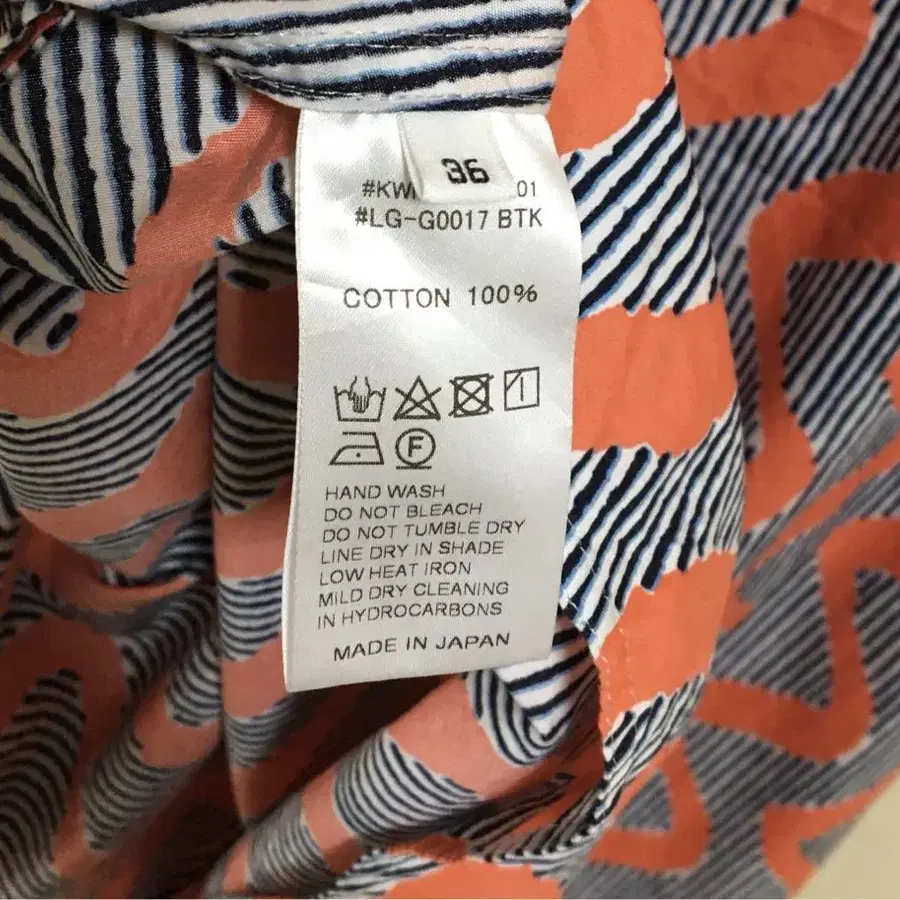 36
#KW 01
#LG-G0017 BTK
COTTON 100%
F
HAND WASH
DO NOT BLEACH
DO NOT TUMBLE DRY
LINE DRY IN SHADE
LOW HEAT IRON
MILD DRY CLEANING
IN HYDROCARBONS
MADE IN JAPAN